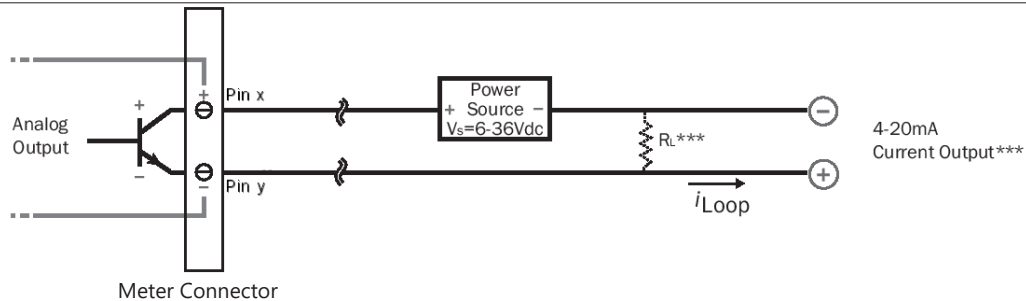 Analog
Output
+
−
+
Pin x
−
Pin y
Power
+ Source −
Vs=6-36Vdc
RL***
iLoop
−
+
4-20mA
Current Output***
Meter Connector